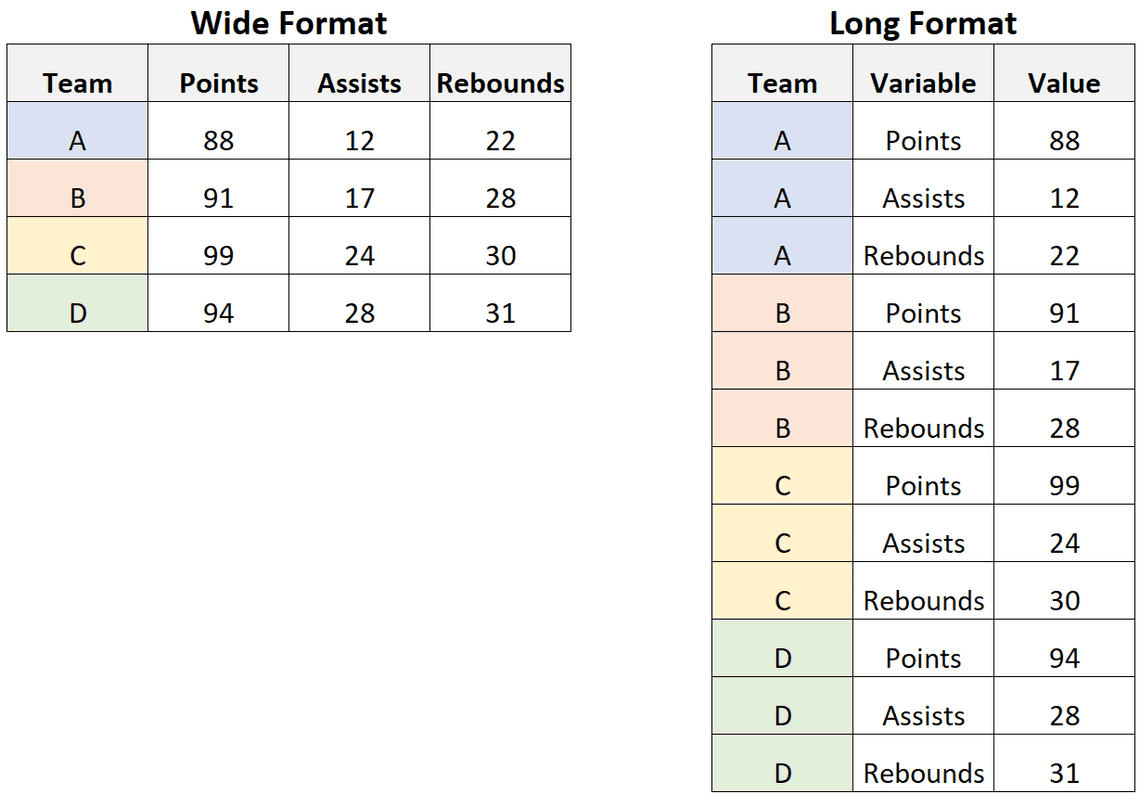 Wide Format
Team Points Assists Rebounds
A 88 12 22
B 91 17 28
C 99 24 30
D 94 28 31
Long Format
Team Variable Value
A Points 88
A Assists 12
A Rebounds 22
B Points 91
B Assists 17
B Rebounds 28
C Points 99
C Assists 24
C Rebounds 30
D Points 94
D Assists 28
D Rebounds 31